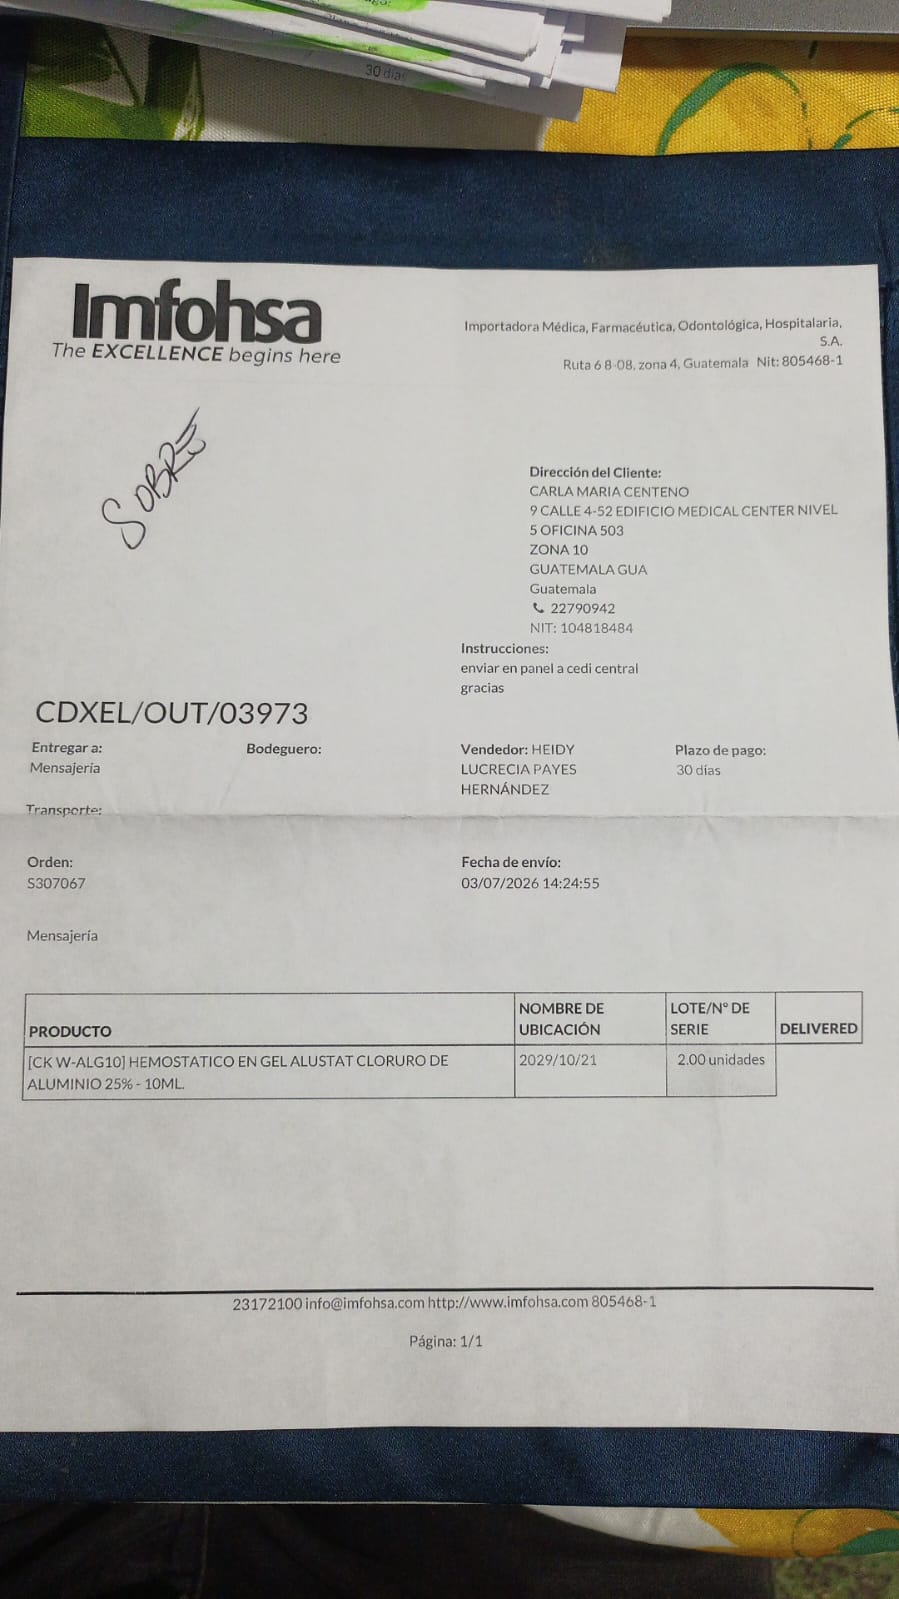 30 dias
Imfohsa
The EXCELLENCE begins here
Importadora Médica, Farmacéutica, Odontológica, Hospitalaria,
S.A.
Ruta 6 8-08, zona 4, Guatemala Nit: 805468-1
SOBRE
Dirección del Cliente:
CARLA MARIA CENTENO
9 CALLE 4-52 EDIFICIO MEDICAL CENTER NIVEL
5 OFICINA 503
ZONA 10
GUATEMALA GUA
Guatemala
22790942
NIT: 104818484
Instrucciones:
enviar en panel a cedi central
gracias
CDXEL/OUT/03973
Entregar a:
Mensajería
Bodeguero:
Vendedor: HEIDY
LUCRECIA PAYES
HERNÁNDEZ
Plazo de pago:
30 días
Transporte:
Orden:
S307067
Fecha de envío:
03/07/2026 14:24:55
Mensajería
PRODUCTO
NOMBRE DE
UBICACIÓN
LOTE/N° DE
SERIE
DELIVERED
[CK W-ALG10] HEMOSTATICO EN GEL ALUSTAT CLORURO DE
ALUMINIO 25% - 10ML.
2029/10/21
2.00 unidades
23172100 info@imfohsa.com http://www.imfohsa.com 805468-1
Página: 1/1